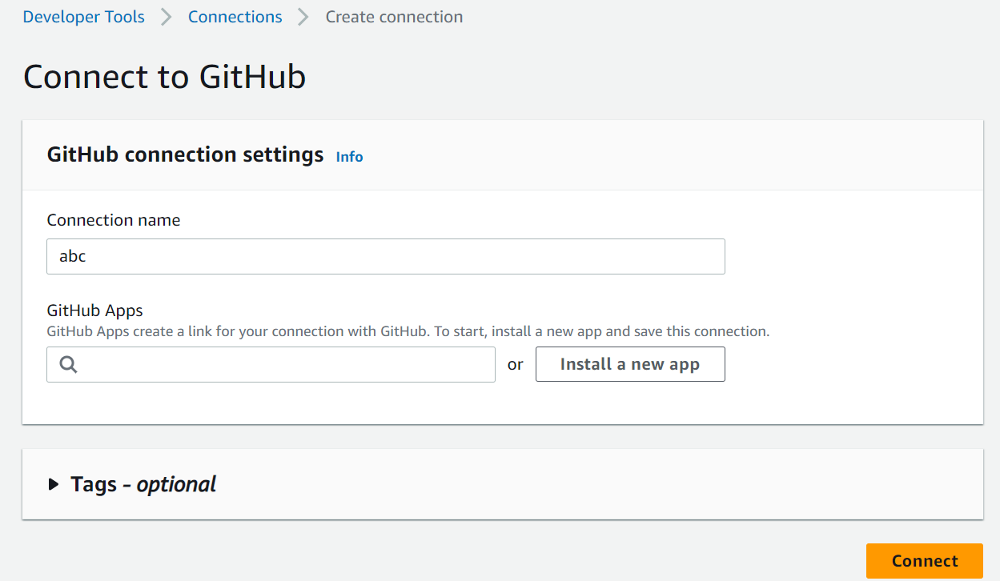 Developer Tools > Connections > Create connection
Connect to GitHub
GitHub connection settings Info
Connection name
abc
GitHub Apps
GitHub Apps create a link for your connection with GitHub. To start, install a new app and save this connection.
or Install a new app
Tags – optional
Connect